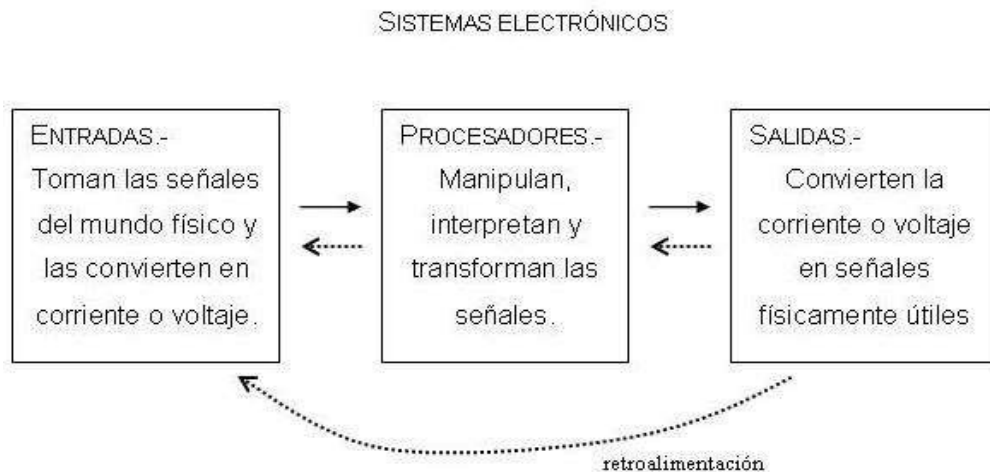 SISTEMAS ELECTRÓNICOS
ENTRADAS.-
Toman las señales
del mundo físico y
las convierten en
corriente o voltaje.
PROCESADORES.-
Manipulan,
interpretan y
transforman las
señales.
SALIDAS.-
Convierten la
corriente o voltaje
en señales
físicamente útiles
retroalimentación